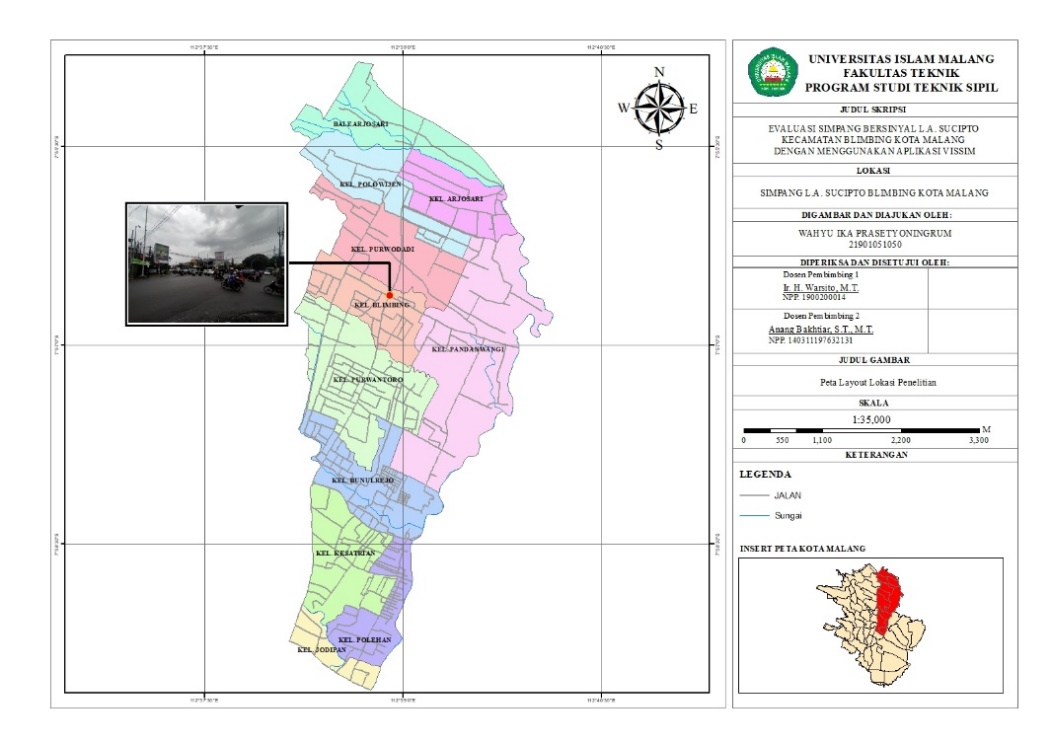 N
W
E
S
BALEARJOSARI
KEL. POLOWIJEN
KEL. ARJOSARI
KEL. PURWODADI
KEL. BLIMBING
KEL. PANDANWANGI
KEL. PURWANTORO
KEL. BUNULREJO
KEL. KESATRIAN
KEL. POLEHAN
KEL. JODIPAN
UNIVERSITAS ISLAM MALANG
FAKULTAS TEKNIK
PROGRAM STUDI TEKNIK SIPIL
JUDUL SKRIPSI
EVALUASI SIMPANG BERSINYAL L.A. SUCIPTO
KECAMATAN BLIMBING KOTA MALANG
DENGAN MENGGUNAKAN APLIKASI VISSIM
LOKASI
SIMPANG L.A. SUCIPTO BLIMBING KOTA MALANG
DIGAMBAR DAN DIAJUKAN OLEH:
WAHYU IKA PRASETYONINGRUM
21901051050
DIPERIKSA DAN DISETUJUI OLEH:
Dosen Pembimbing 1
Ir. H. Warsito, M.T.
NPP. 1900200014
Dosen Pembimbing 2
Anang Bakhtiar, S.T., M.T.
NPP. 140311197632131
JUDUL GAMBAR
Peta Layout Lokasi Penelitian
SKALA
1:35,000
M
0 550 1,100 2,200 3,300
KETERANGAN
LEGENDA
JALAN
Sungai
INSERT PETA KOTA MALANG